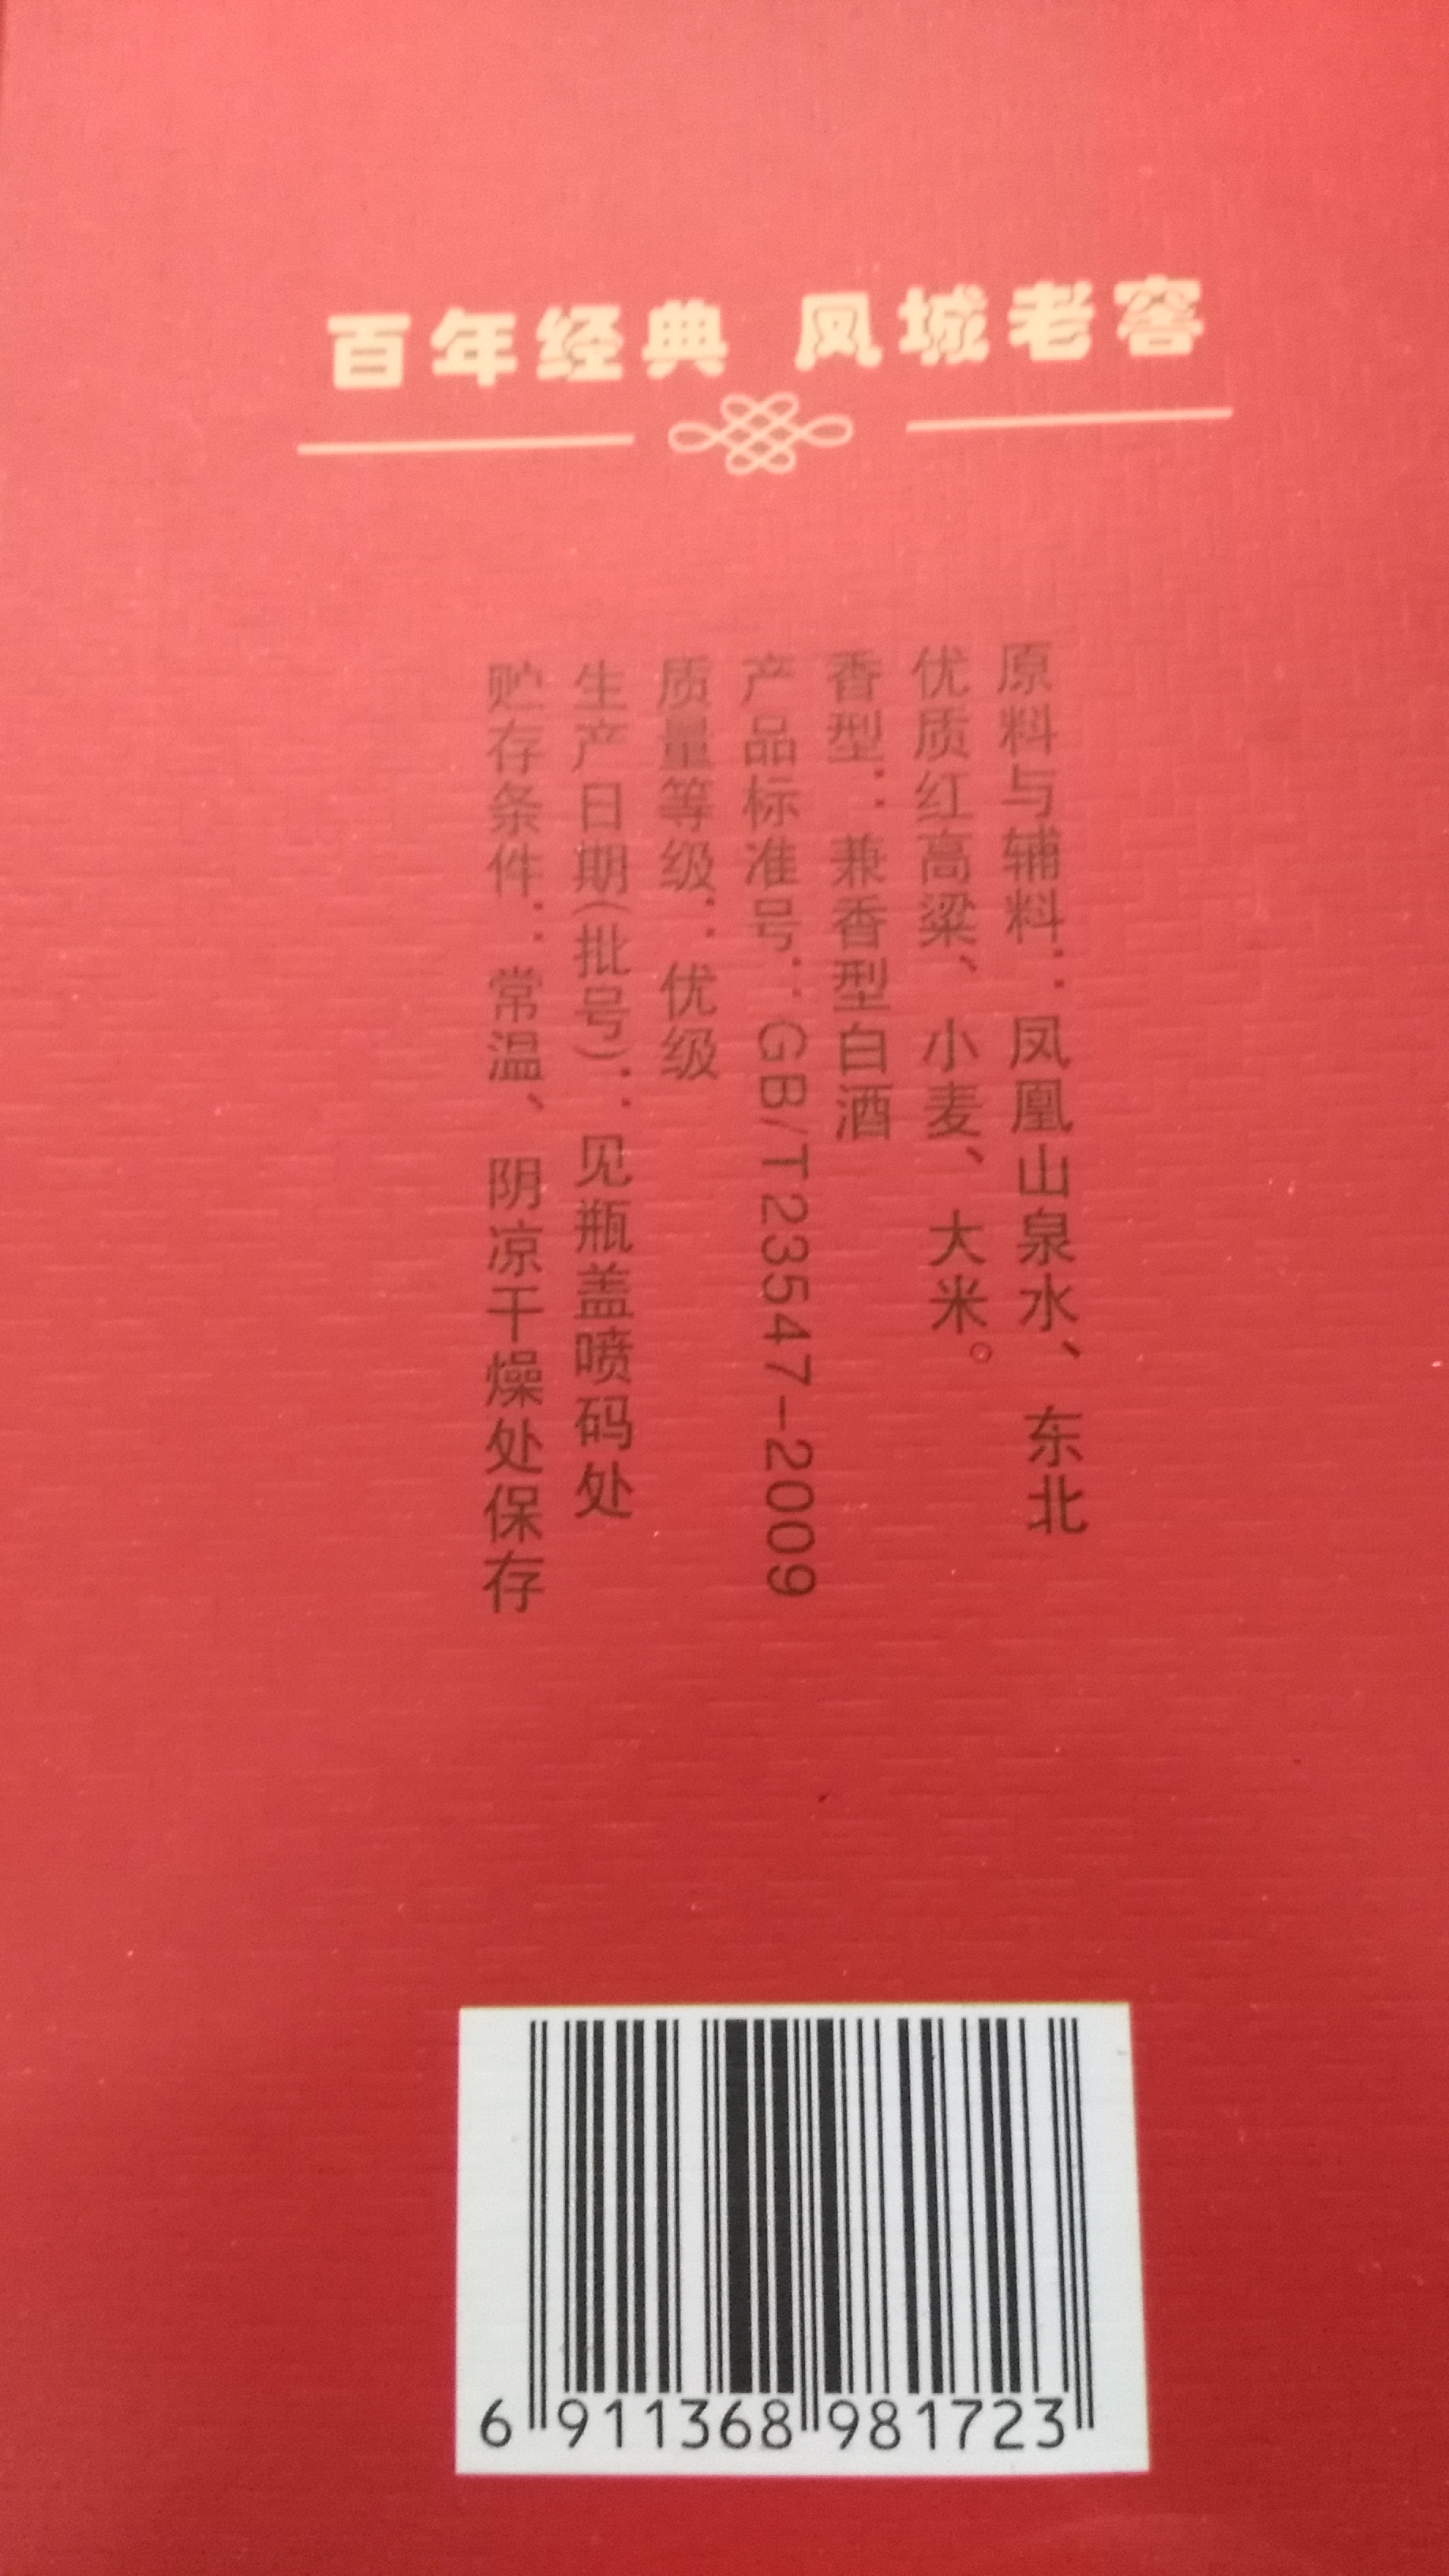 百年经典 凤城老窖
原料与辅料：凤凰山泉水、东北
优质红高粱、小麦、大米。
香型：兼香型白酒
产品标准号：GB/T23547-2009
质量等级：优级
生产日期(批号)：见瓶盖喷码处
贮存条件：常温、阴凉干燥处保存
6 911368 981723